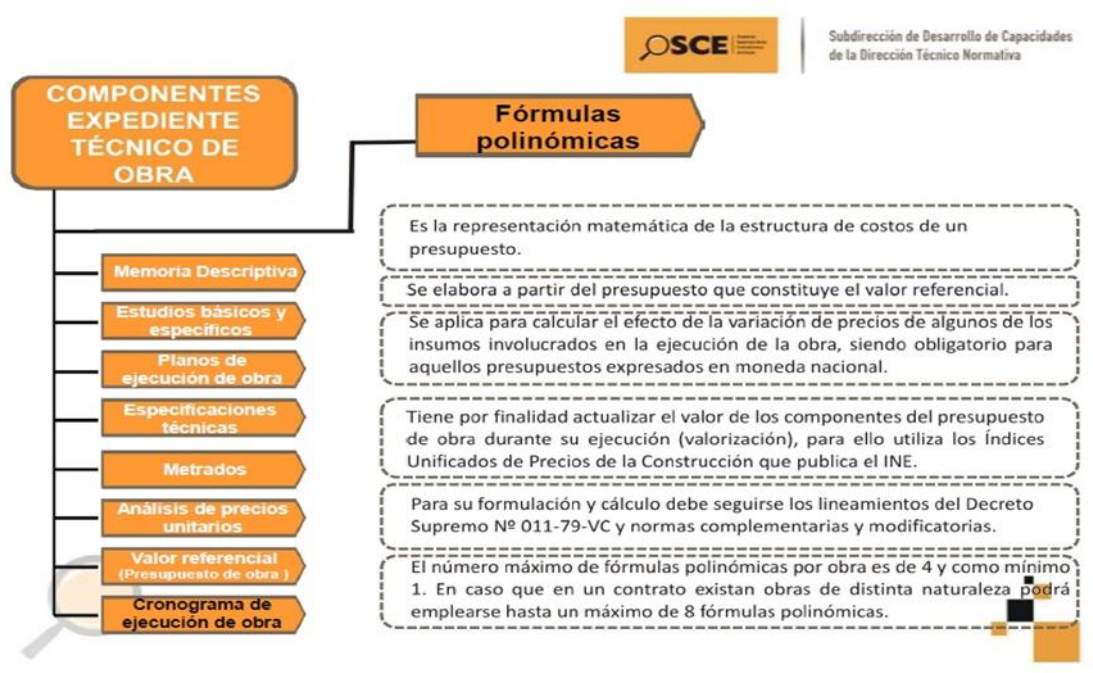 OSCE
Subdirección de Desarrollo de Capacidades
de la Dirección Técnico Normativa
COMPONENTES
EXPEDIENTE
TÉCNICO DE
OBRA
Fórmulas
polinómicas
Memoria Descriptiva
Estudios básicos y
específicos
Planos de
ejecución de obra
Especificaciones
técnicas
Metrados
Análisis de precios
unitarios
Valor referencial
(Presupuesto de obra )
Cronograma de
ejecución de obra
Es la representación matemática de la estructura de costos de un
presupuesto.
Se elabora a partir del presupuesto que constituye el valor referencial.
Se aplica para calcular el efecto de la variación de precios de algunos de los
insumos involucrados en la ejecución de la obra, siendo obligatorio para
aquellos presupuestos expresados en moneda nacional.
Tiene por finalidad actualizar el valor de los componentes del presupuesto
de obra durante su ejecución (valorización), para ello utiliza los Índices
Unificados de Precios de la Construcción que publica el INE.
Para su formulación y cálculo debe seguirse los lineamientos del Decreto
Supremo Nº 011-79-VC y normas complementarias y modificatorias.
El número máximo de fórmulas polinómicas por obra es de 4 y como mínimo
1. En caso que en un contrato existan obras de distinta naturaleza podrá
emplearse hasta un máximo de 8 fórmulas polinómicas.